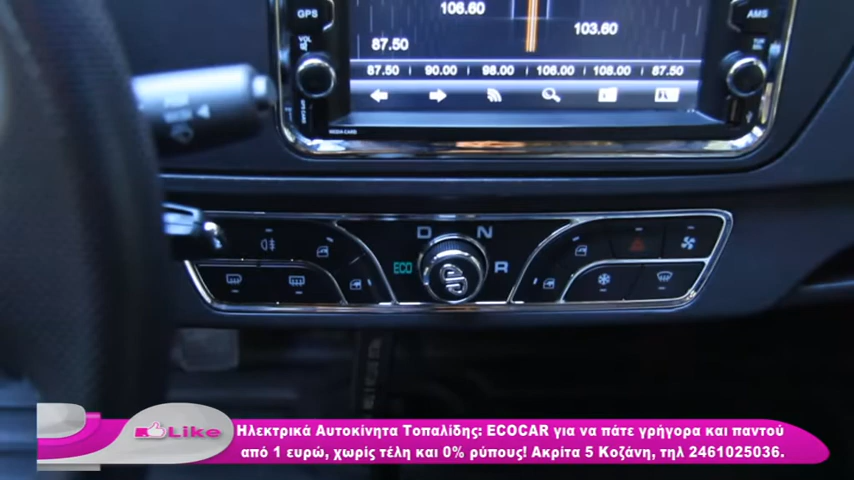 GPS
106.60
AMS
103.60
VOL
87.50
87.50 90.00 98.00 106.00 108.00 87.50
MEDIA CARD
D N
ECO R
Like
Ηλεκτρικά Αυτοκίνητα Τοπαλίδης: ECOCAR για να πάτε γρήγορα και παντού
από 1 ευρώ, χωρίς τέλη και 0% ρύπους! Ακρίτα 5 Κοζάνη, τηλ 2461025036.